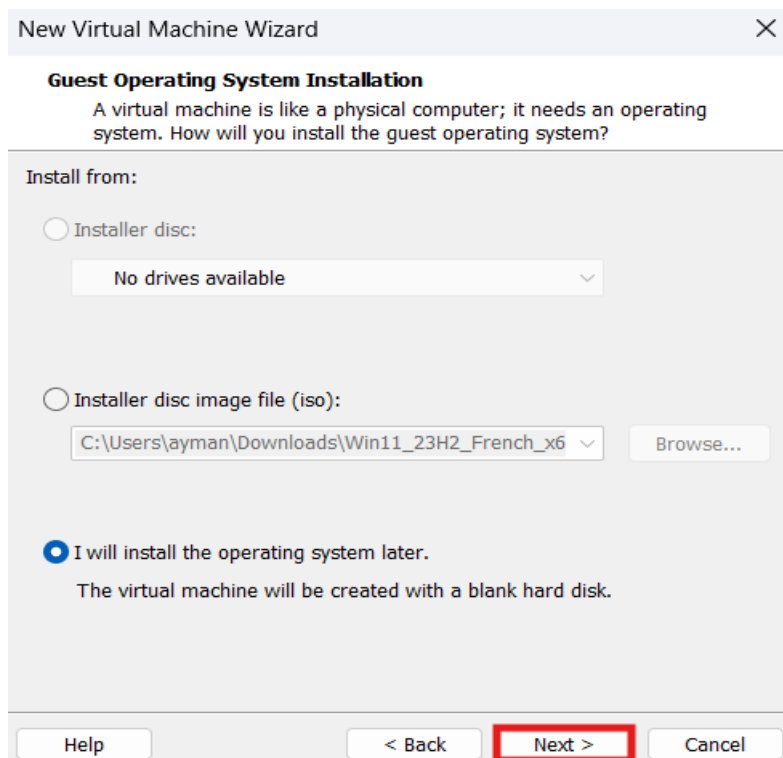 New Virtual Machine Wizard
Guest Operating System Installation
A virtual machine is like a physical computer; it needs an operating
system. How will you install the guest operating system?
Install from:
Installer disc:
No drives available
Installer disc image file (iso):
C:\Users\ayman\Downloads\Win11_23H2_French_x6
Browse...
I will install the operating system later.
The virtual machine will be created with a blank hard disk.
Help
< Back
Next >
Cancel